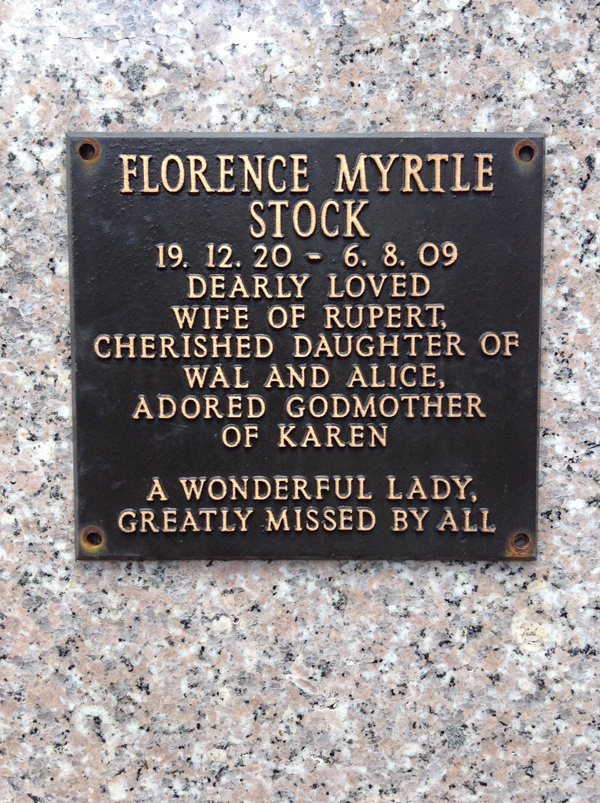 FLORENCE MYRTLE
STOCK
19. 12. 20 - 6. 8. 09
DEARLY LOVED
WIFE OF RUPERT,
CHERISHED DAUGHTER OF
WAL AND ALICE,
ADORED GODMOTHER
OF KAREN
A WONDERFUL LADY,
GREATLY MISSED BY ALL